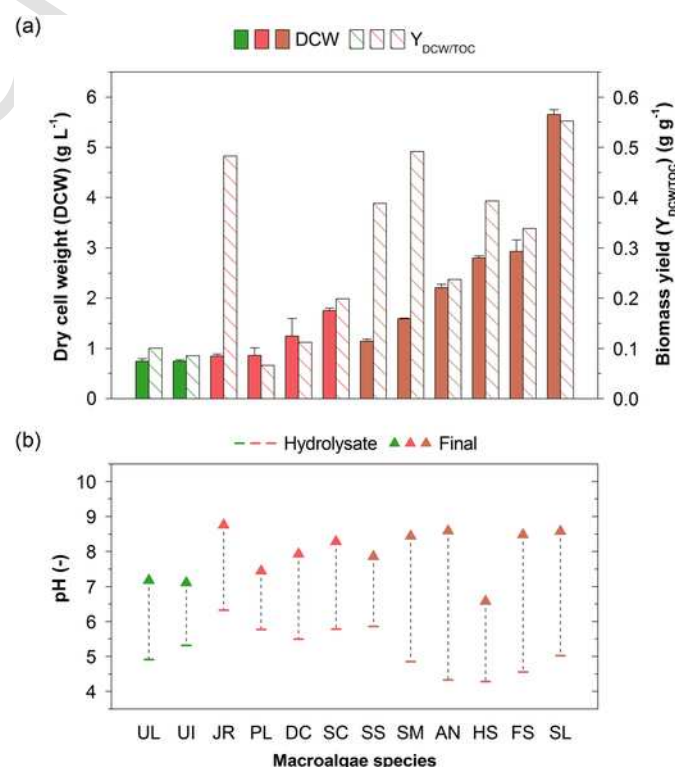 (a)
DCW Y DCW/TOC
Dry cell weight (DCW) (g L⁻¹)
6
5
4
3
2
1
0
0.6
0.5
0.4
0.3
0.2
0.1
0.0
Biomass yield (Y DCW/TOC) (g g⁻¹)
(b)
Hydrolysate Final
pH (-)
10
9
8
7
6
5
4
UL UI JR PL DC SC SS SM AN HS FS SL
Macroalgae species